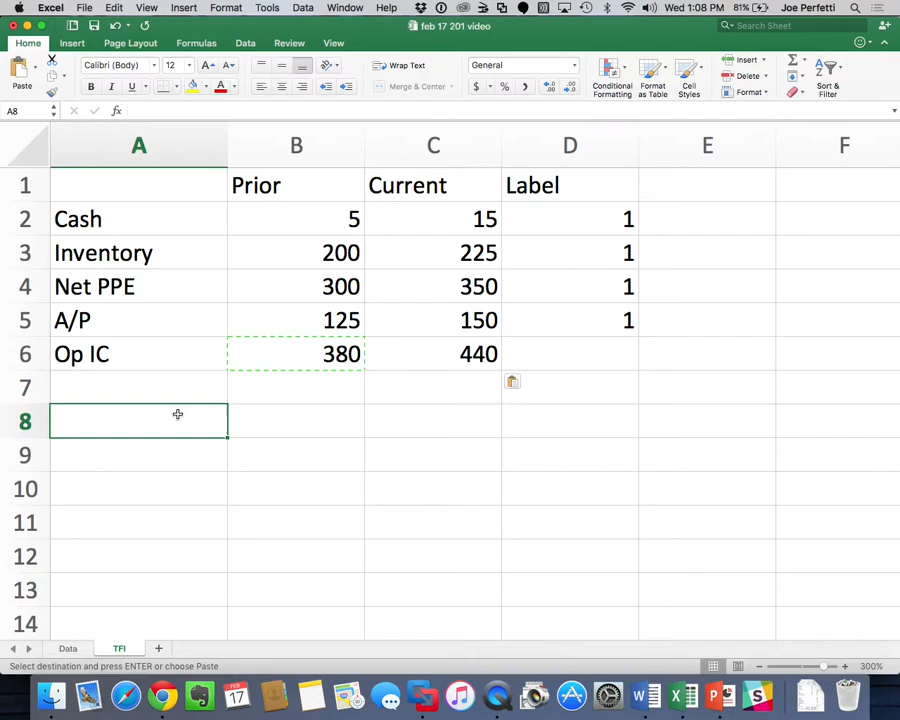 Excel File Edit View Insert Format Tools Data Window Help 81% Wed 1:08 PM Joe Perfetti
feb 17 201 video
Search Sheet
Home Insert Page Layout Formulas Data Review View
Paste
Calibri (Body) 12 A A
B I U A
Wrap Text
Merge & Center
General
$ % )
.00
Conditional Formatting
Format as Table
Cell Styles
Insert
Delete
Format
Sort & Filter
A8 fx
A B C D E F
1 Prior Current Label
2 Cash 5 15 1
3 Inventory 200 225 1
4 Net PPE 300 350 1
5 A/P 125 150 1
6 Op IC 380 440
7
8
9
10
11
12
13
14
Data TFI +
Select destination and press ENTER or choose Paste 300%
FEB
17